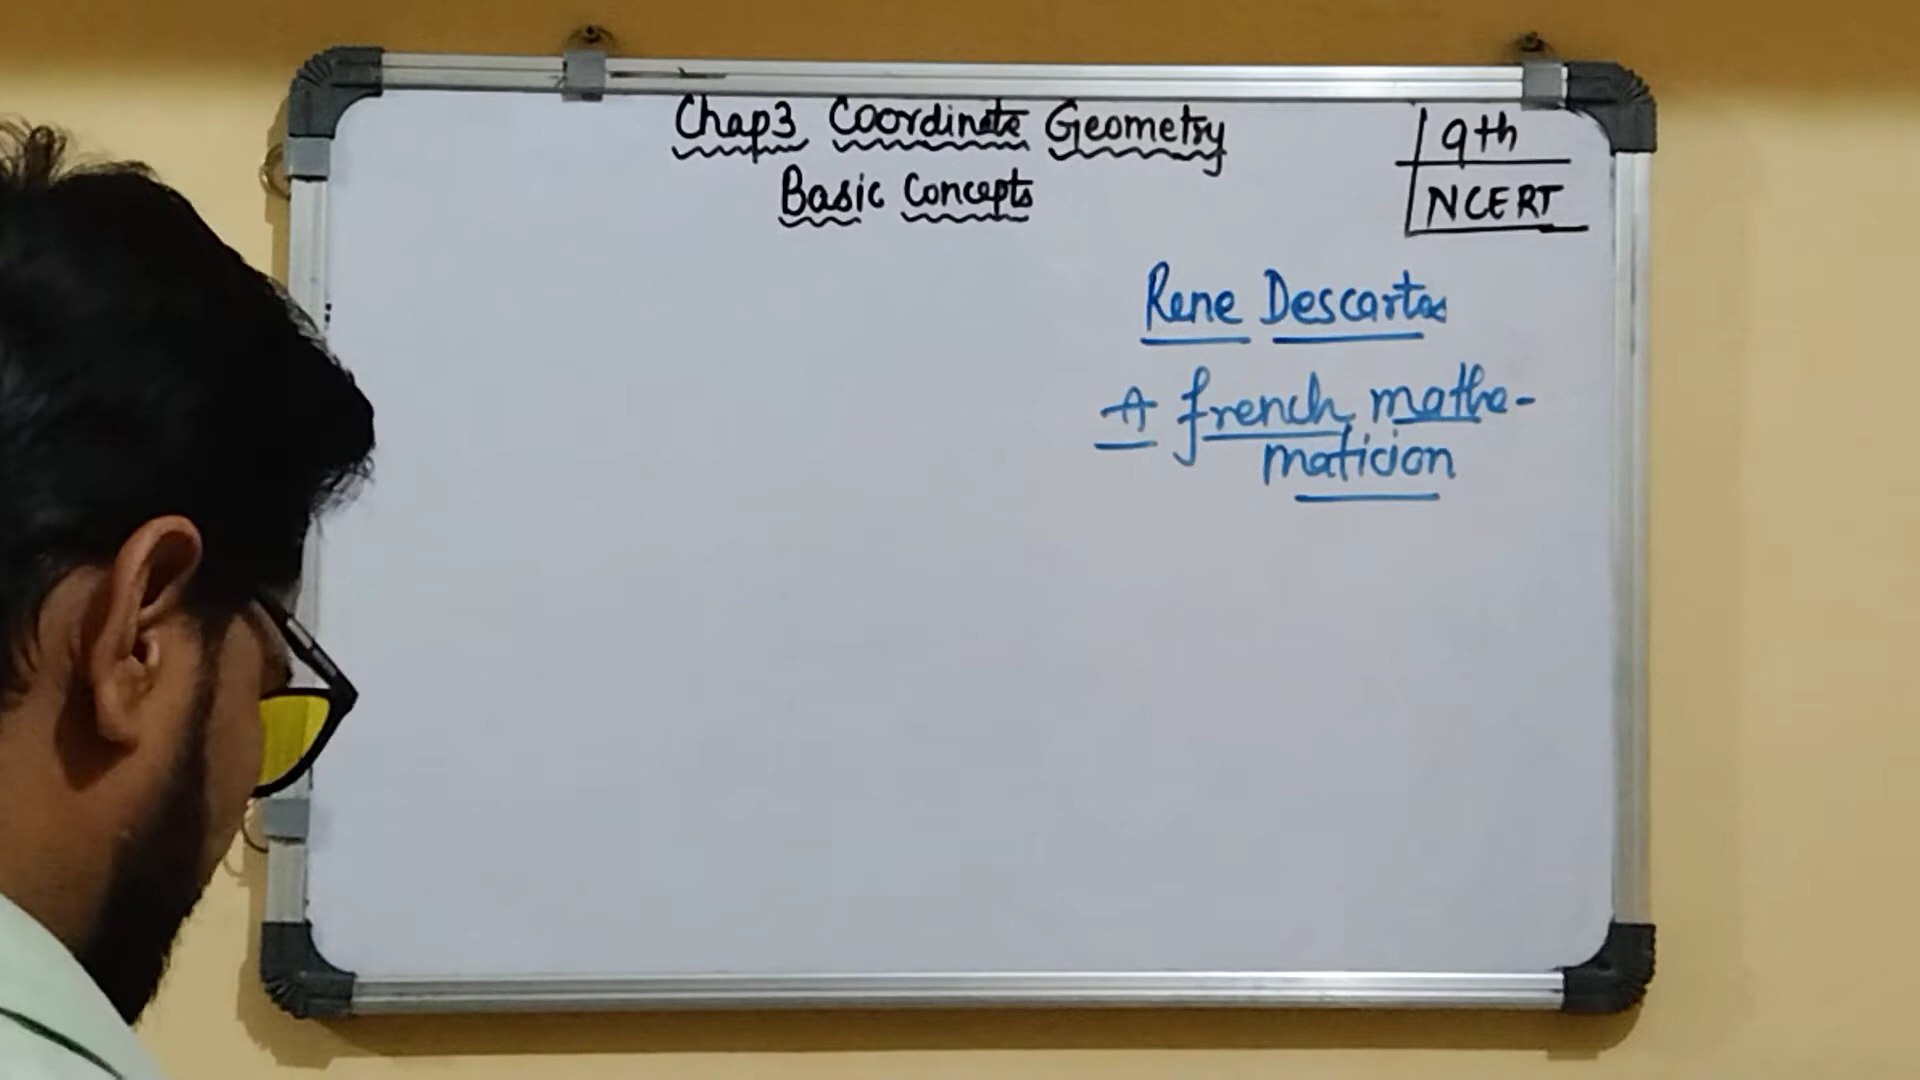 Chap3 Coordinate Geometry
Basic Concepts
9th
NCERT
Rene Descartes
A french mathe-
matician